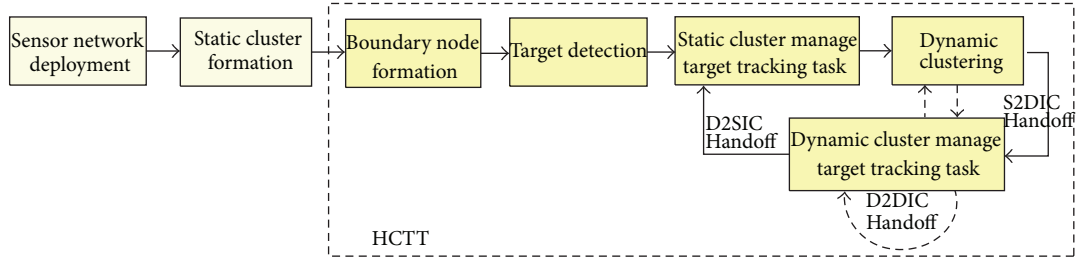 Sensor network
deployment
Static cluster
formation
Boundary node
formation
Target detection
Static cluster manage
target tracking task
Dynamic
clustering
S2DIC
Handoff
D2SIC
Handoff
Dynamic cluster manage
target tracking task
D2DIC
Handoff
HCTT